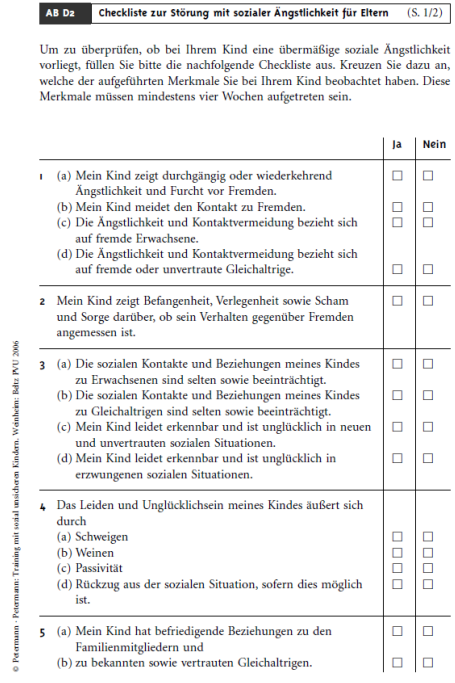 AB D2 Checkliste zur Störung mit sozialer Ängstlichkeit für Eltern (S. 1/2)
Um zu überprüfen, ob bei Ihrem Kind eine übermäßige soziale Ängstlichkeit
vorliegt, füllen Sie bitte die nachfolgende Checkliste aus. Kreuzen Sie dazu an,
welche der aufgeführten Merkmale Sie bei Ihrem Kind beobachtet haben. Diese
Merkmale müssen mindestens vier Wochen aufgetreten sein.
Ja Nein
1 (a) Mein Kind zeigt durchgängig oder wiederkehrend
Ängstlichkeit und Furcht vor Fremden.
(b) Mein Kind meidet den Kontakt zu Fremden.
(c) Die Ängstlichkeit und Kontaktvermeidung bezieht sich
auf fremde Erwachsene.
(d) Die Ängstlichkeit und Kontaktvermeidung bezieht sich
auf fremde oder unvertraute Gleichaltrige.
2 Mein Kind zeigt Befangenheit, Verlegenheit sowie Scham
und Sorge darüber, ob sein Verhalten gegenüber Fremden
angemessen ist.
3 (a) Die sozialen Kontakte und Beziehungen meines Kindes
zu Erwachsenen sind selten sowie beeinträchtigt.
(b) Die sozialen Kontakte und Beziehungen meines Kindes
zu Gleichaltrigen sind selten sowie beeinträchtigt.
(c) Mein Kind leidet erkennbar und ist unglücklich in neuen
und unvertrauten sozialen Situationen.
(d) Mein Kind leidet erkennbar und ist unglücklich in
erzwungenen sozialen Situationen.
4 Das Leiden und Unglücklichsein meines Kindes äußert sich
durch
(a) Schweigen
(b) Weinen
(c) Passivität
(d) Rückzug aus der sozialen Situation, sofern dies möglich
ist.
5 (a) Mein Kind hat befriedigende Beziehungen zu den
Familienmitgliedern und
(b) zu bekannten sowie vertrauten Gleichaltrigen.
© Petermann · Petermann: Training mit sozial unsicheren Kindern. Weinheim: Beltz PVU 2006